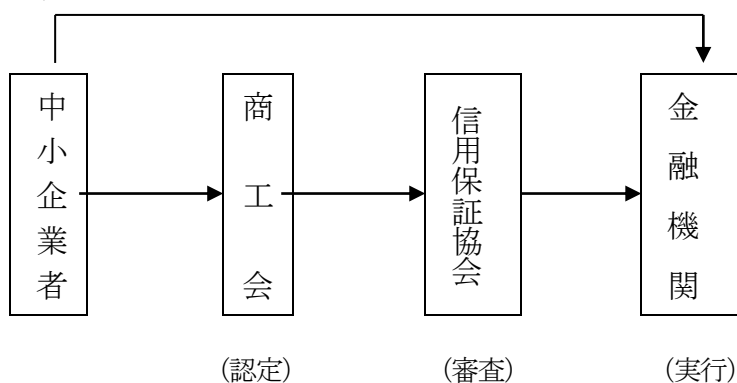 中小企業者
商工会
信用保証協会
金融機関
(認定)
(審査)
(実行)